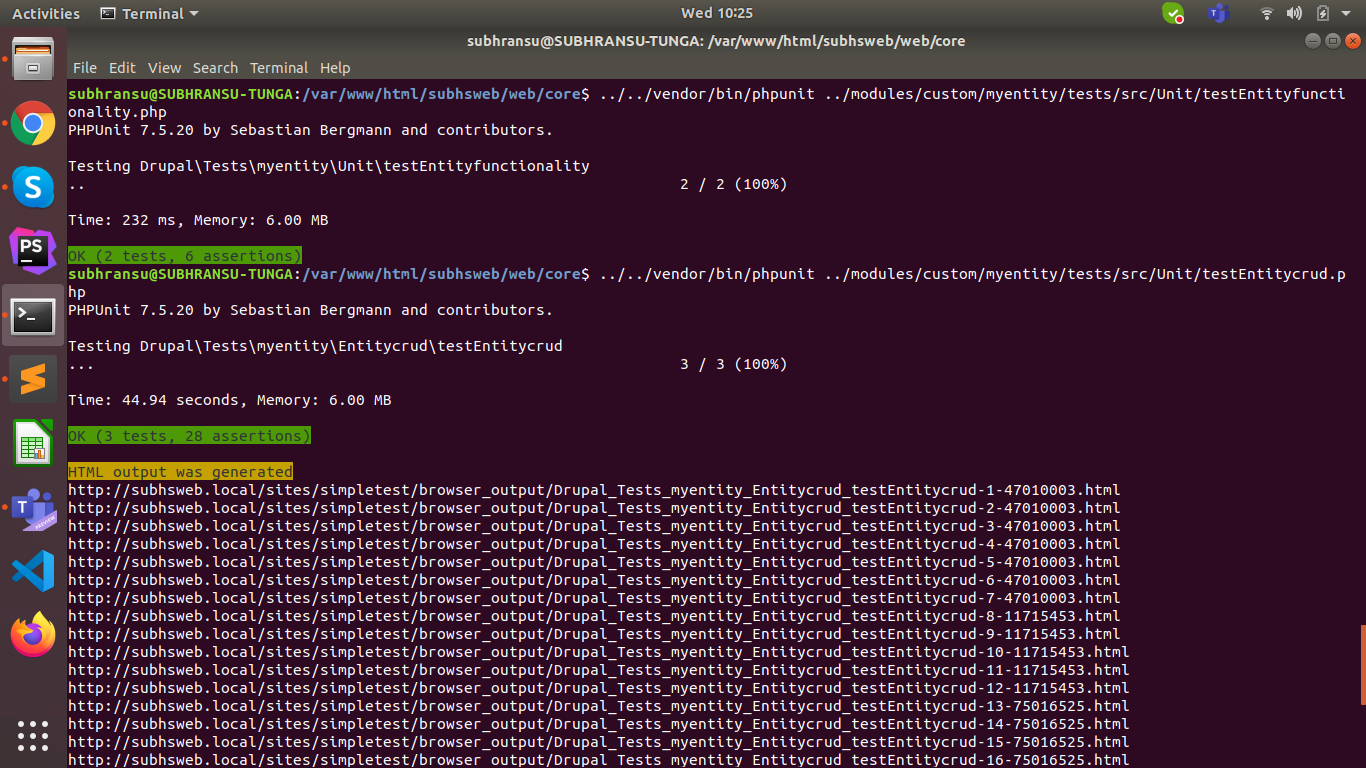 Activities
Terminal
Wed 10:25
subhransu@SUBHRANSU-TUNGA: /var/www/html/subhsweb/web/core
File Edit View Search Terminal Help
subhransu@SUBHRANSU-TUNGA:/var/www/html/subhsweb/web/core$ ../../vendor/bin/phpunit ../modules/custom/myentity/tests/src/Unit/testEntityfuncti
onality.php
PHPUnit 7.5.20 by Sebastian Bergmann and contributors.
Testing Drupal\Tests\myentity\Unit\testEntityfunctionality
.. 2 / 2 (100%)
Time: 232 ms, Memory: 6.00 MB
OK (2 tests, 6 assertions)
subhransu@SUBHRANSU-TUNGA:/var/www/html/subhsweb/web/core$ ../../vendor/bin/phpunit ../modules/custom/myentity/tests/src/Unit/testEntitycrud.p
hp
PHPUnit 7.5.20 by Sebastian Bergmann and contributors.
Testing Drupal\Tests\myentity\Entitycrud\testEntitycrud
... 3 / 3 (100%)
Time: 44.94 seconds, Memory: 6.00 MB
OK (3 tests, 28 assertions)
HTML output was generated
http://subhsweb.local/sites/simpletest/browser_output/Drupal_Tests_myentity_Entitycrud_testEntitycrud-1-47010003.html
http://subhsweb.local/sites/simpletest/browser_output/Drupal_Tests_myentity_Entitycrud_testEntitycrud-2-47010003.html
http://subhsweb.local/sites/simpletest/browser_output/Drupal_Tests_myentity_Entitycrud_testEntitycrud-3-47010003.html
http://subhsweb.local/sites/simpletest/browser_output/Drupal_Tests_myentity_Entitycrud_testEntitycrud-4-47010003.html
http://subhsweb.local/sites/simpletest/browser_output/Drupal_Tests_myentity_Entitycrud_testEntitycrud-5-47010003.html
http://subhsweb.local/sites/simpletest/browser_output/Drupal_Tests_myentity_Entitycrud_testEntitycrud-6-47010003.html
http://subhsweb.local/sites/simpletest/browser_output/Drupal_Tests_myentity_Entitycrud_testEntitycrud-7-47010003.html
http://subhsweb.local/sites/simpletest/browser_output/Drupal_Tests_myentity_Entitycrud_testEntitycrud-8-11715453.html
http://subhsweb.local/sites/simpletest/browser_output/Drupal_Tests_myentity_Entitycrud_testEntitycrud-9-11715453.html
http://subhsweb.local/sites/simpletest/browser_output/Drupal_Tests_myentity_Entitycrud_testEntitycrud-10-11715453.html
http://subhsweb.local/sites/simpletest/browser_output/Drupal_Tests_myentity_Entitycrud_testEntitycrud-11-11715453.html
http://subhsweb.local/sites/simpletest/browser_output/Drupal_Tests_myentity_Entitycrud_testEntitycrud-12-11715453.html
http://subhsweb.local/sites/simpletest/browser_output/Drupal_Tests_myentity_Entitycrud_testEntitycrud-13-75016525.html
http://subhsweb.local/sites/simpletest/browser_output/Drupal_Tests_myentity_Entitycrud_testEntitycrud-14-75016525.html
http://subhsweb.local/sites/simpletest/browser_output/Drupal_Tests_myentity_Entitycrud_testEntitycrud-15-75016525.html
http://subhsweb.local/sites/simpletest/browser_output/Drupal_Tests_myentity_Entitycrud_testEntitycrud-16-75016525.html
S
PS
T
PREVIEW